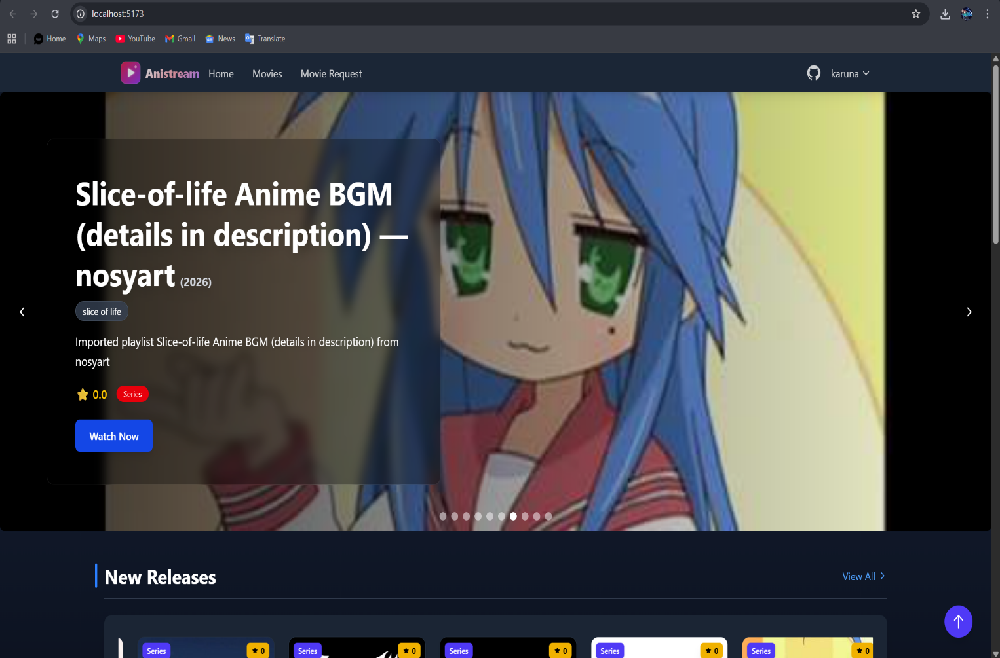 localhost:5173
Home Maps YouTube Gmail News Translate
Anistream Home Movies Movie Request karuna
Slice-of-life Anime BGM
(details in description) —
nosyart (2026)
slice of life
Imported playlist Slice-of-life Anime BGM (details in description) from
nosyart
0.0 Series
Watch Now
New Releases View All
Series 0 Series 0 Series 0 Series 0 Series 0